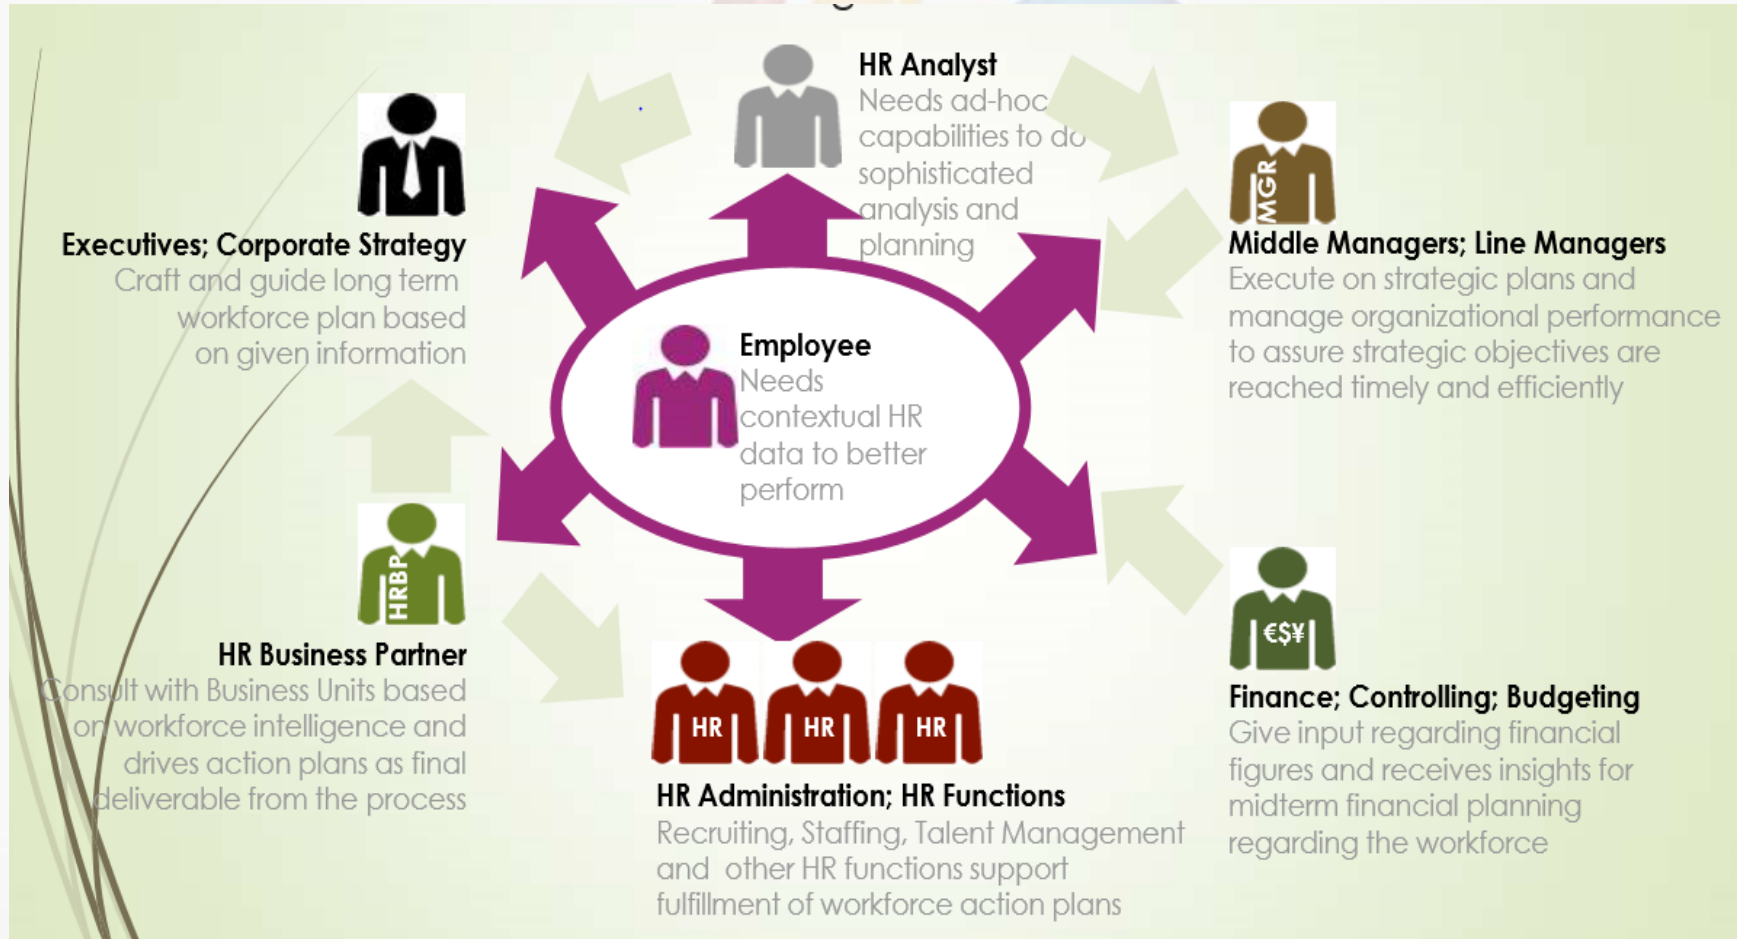 HR Analyst
Needs ad-hoc
capabilities to do
sophisticated
analysis and
planning
Executives; Corporate Strategy
Craft and guide long term
workforce plan based
on given information
MGR
Middle Managers; Line Managers
Execute on strategic plans and
manage organizational performance
to assure strategic objectives are
reached timely and efficiently
Employee
Needs
contextual HR
data to better
perform
HRBP
HR Business Partner
Consult with Business Units based
on workforce intelligence and
drives action plans as final
deliverable from the process
HR HR HR
HR Administration; HR Functions
Recruiting, Staffing, Talent Management
and other HR functions support
fulfillment of workforce action plans
€$¥
Finance; Controlling; Budgeting
Give input regarding financial
figures and receives insights for
midterm financial planning
regarding the workforce